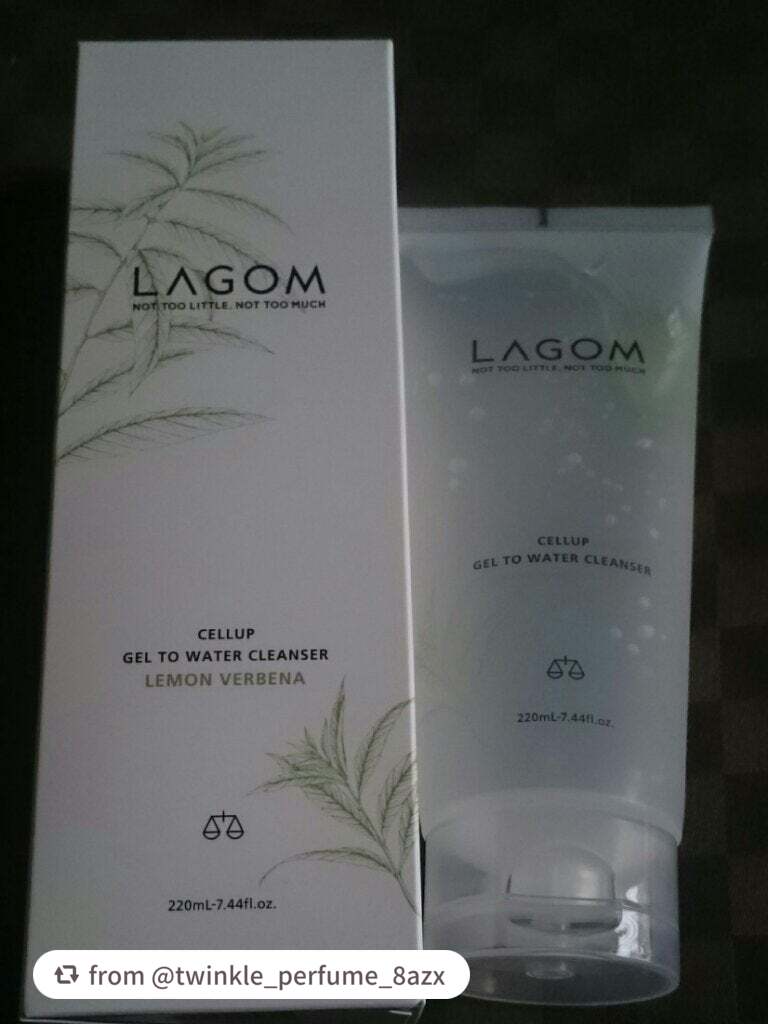 LAGOM
NOT TOO LITTLE. NOT TOO MUCH
CELLUP
GEL TO WATER CLEANSER
LEMON VERBENA
220mL-7.44fl.oz.
LAGOM
NOT TOO LITTLE. NOT TOO MUCH
CELLUP
GEL TO WATER CLEANSER
220mL-7.44fl.oz.
from @twinkle_perfume_8azx